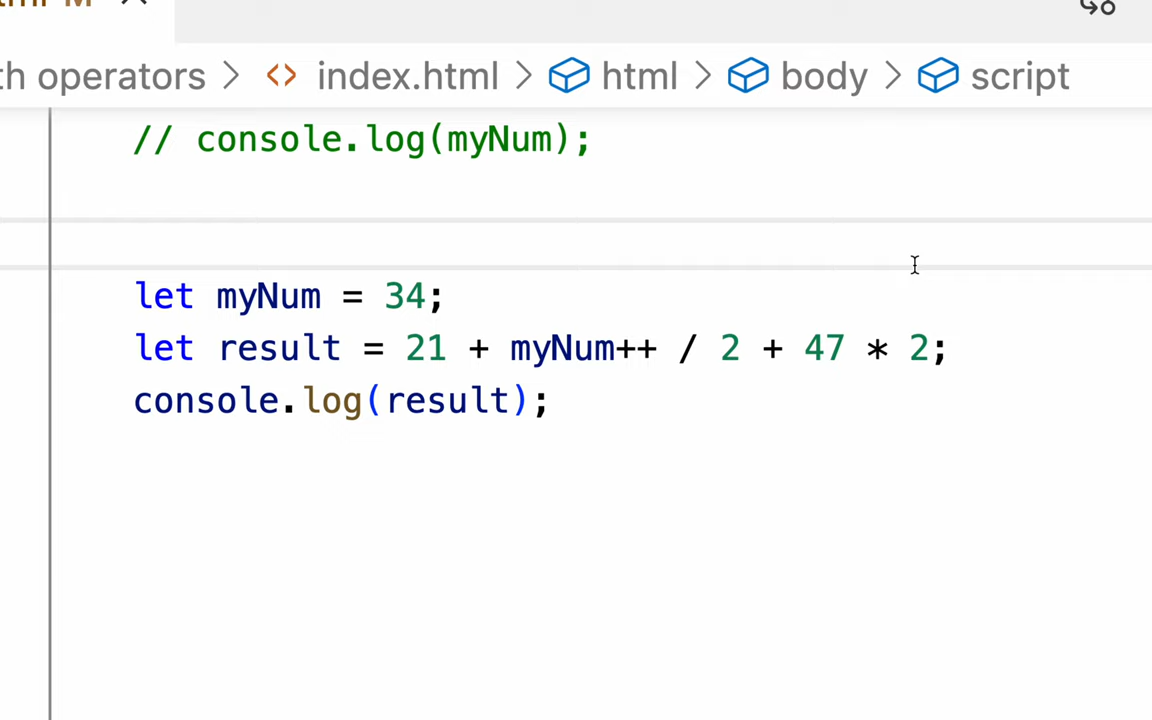 th operators > index.html > html > body > script
// console.log(myNum);
let myNum = 34;
let result = 21 + myNum++ / 2 + 47 * 2;
console.log(result);